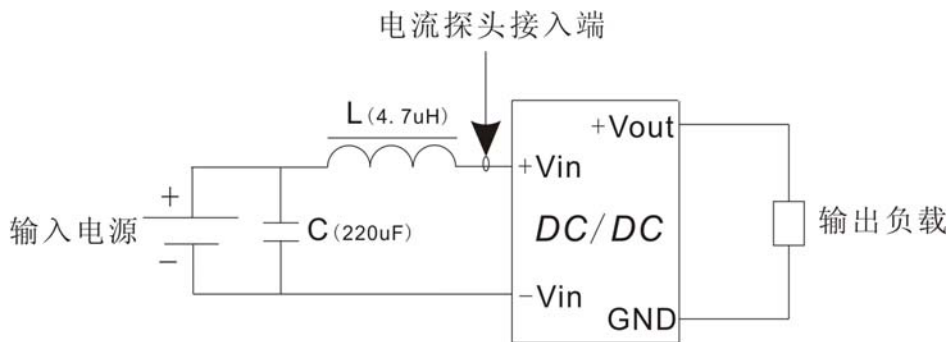 电流探头接入端
L(4.7uH)
+Vout
+Vin
+
输入电源
C(220uF)
DC/DC
输出负载
−
−Vin
GND